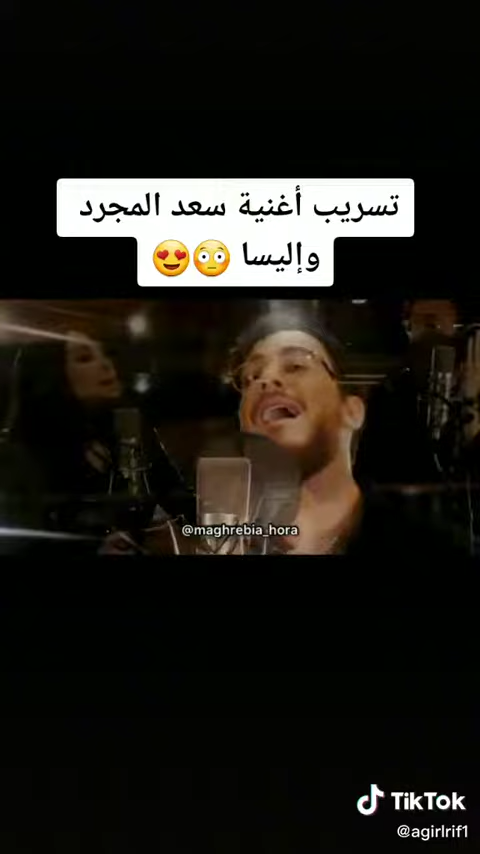 تسريب أغنية سعد المجرد
وإليسا 😳😍
@maghrebia_hora
TikTok
@agirlrif1